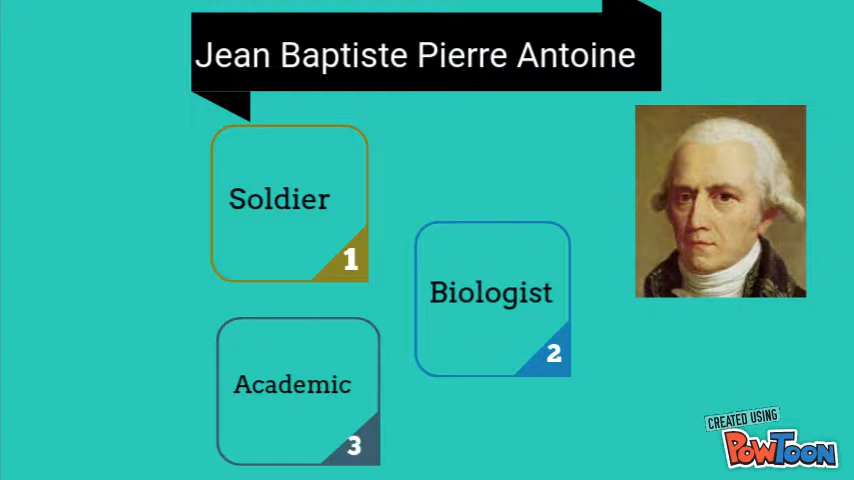 Jean Baptiste Pierre Antoine
Soldier
1
Biologist
2
Academic
3
CREATED USING
POWTOON